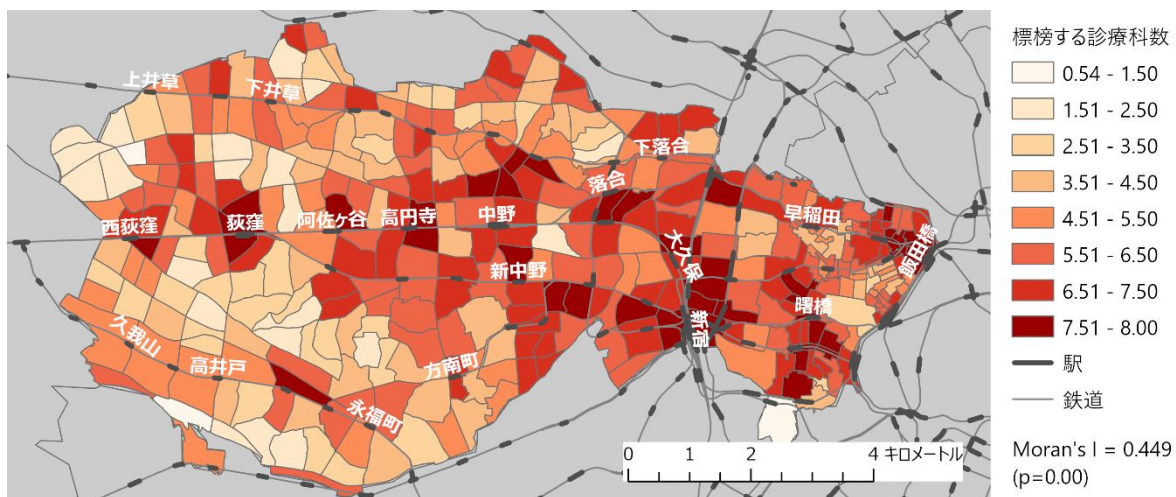 上井草
下井草
下落合
落合
早稲田
飯田橋
西荻窪
荻窪
阿佐ヶ谷
高円寺
中野
大久保
新中野
曙橋
新宿
久我山
高井戸
方南町
永福町
0 1 2 4 キロメートル
標榜する診療科数
0.54 - 1.50
1.51 - 2.50
2.51 - 3.50
3.51 - 4.50
4.51 - 5.50
5.51 - 6.50
6.51 - 7.50
7.51 - 8.00
駅
鉄道
Moran's I = 0.449
(p=0.00)